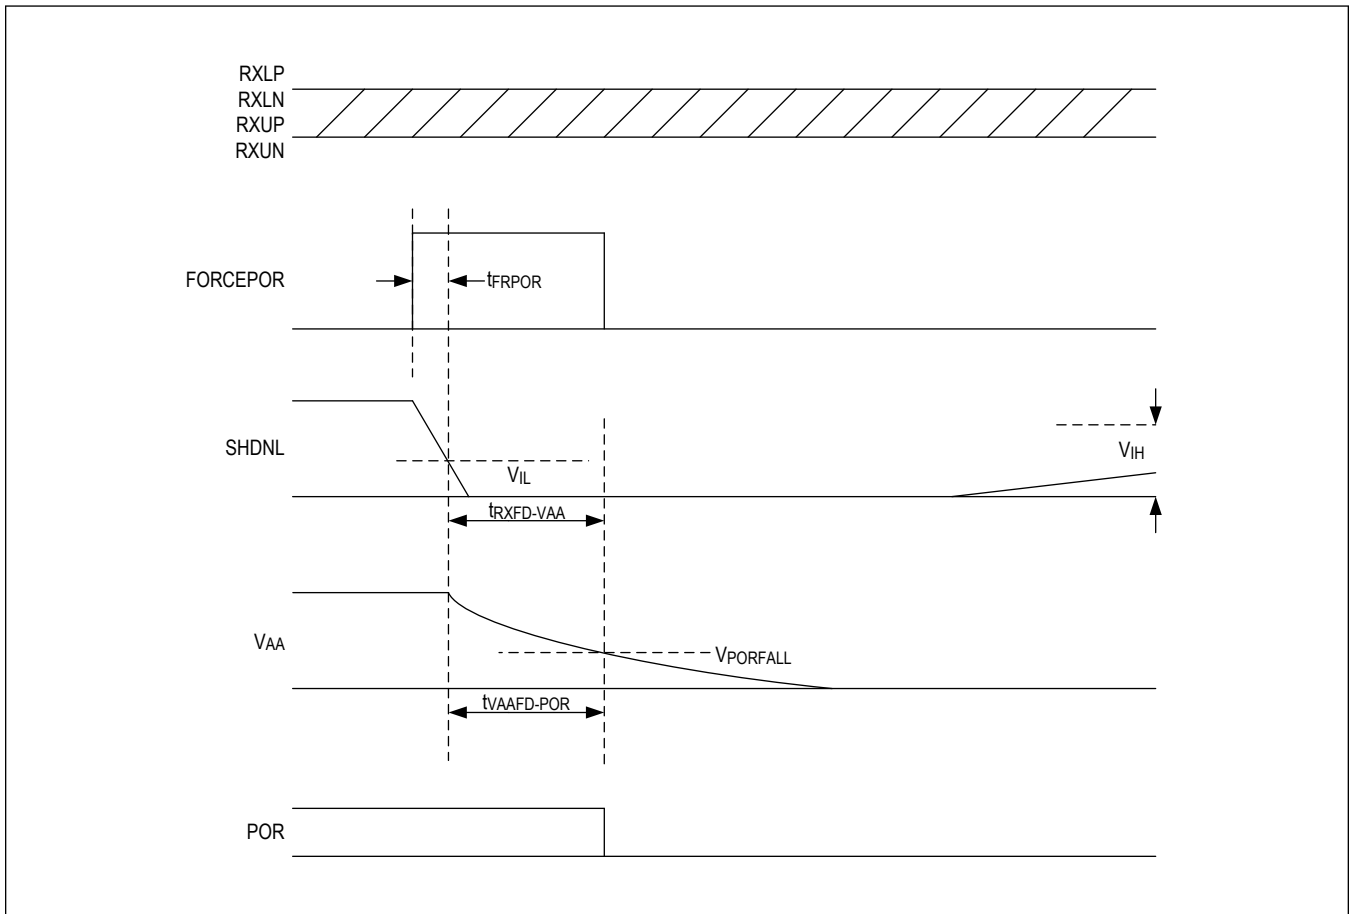 RXLP
RXLN
RXUP
RXUN
FORCEPOR
tFRPOR
SHDNL
VIL
VIH
tRXFD-VAA
VAA
VPORFALL
tVAAFD-POR
POR